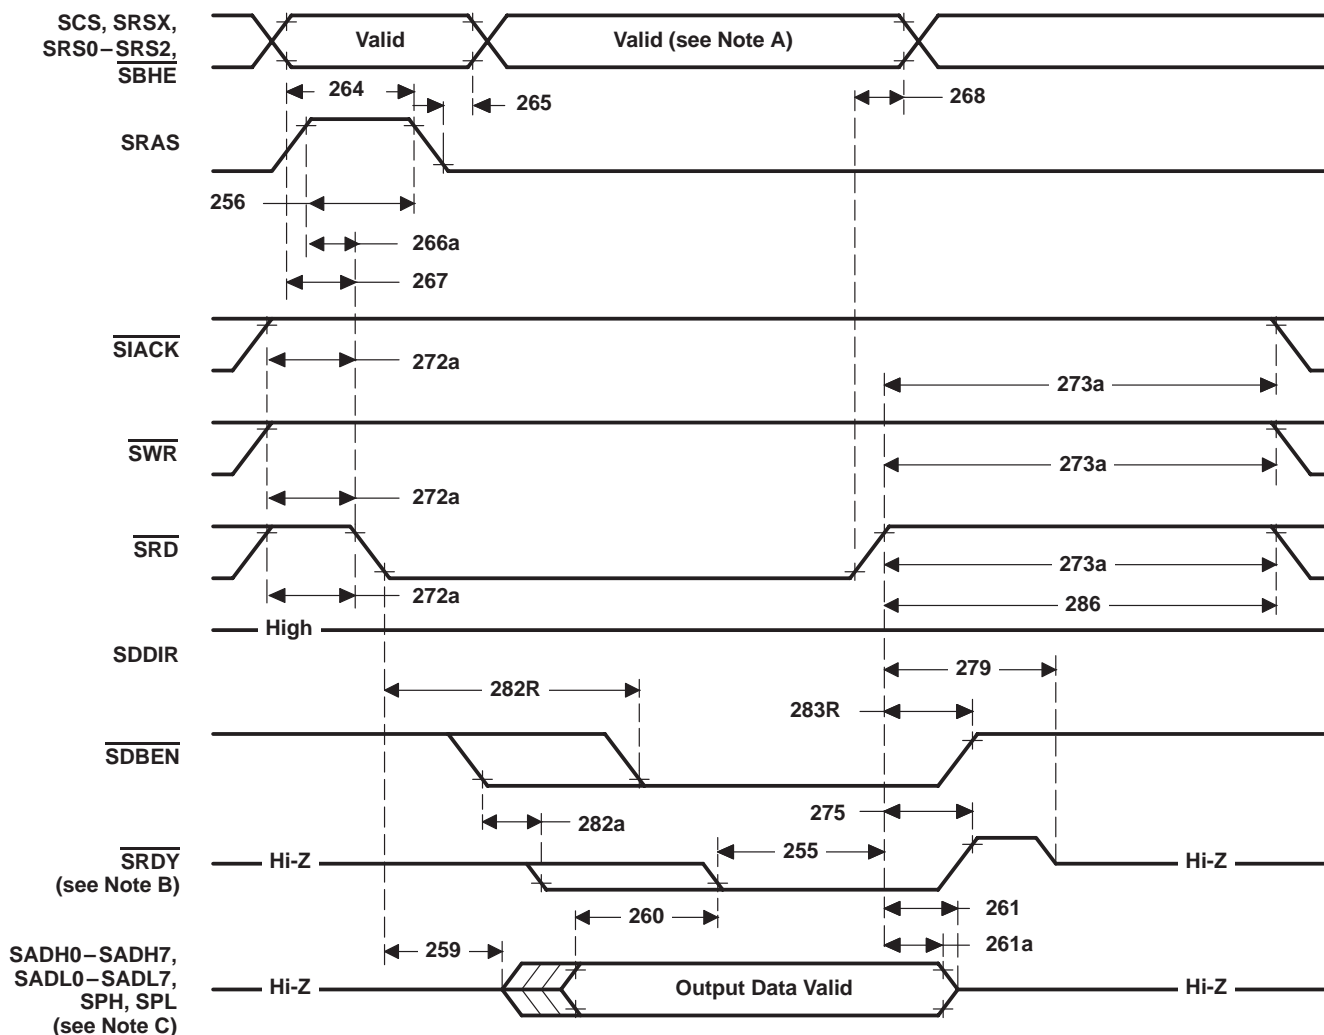 SCS, SRSX,
SRS0–SRS2,
SBHE
Valid
Valid (see Note A)
264
265
268
SRAS
256
266a
267
SIACK
272a
273a
SWR
273a
272a
SRD
273a
272a
286
High
SDDIR
279
282R
283R
SDBEN
275
282a
SRDY
(see Note B)
Hi-Z
255
Hi-Z
260
261
261a
259
SADH0–SADH7,
SADL0–SADL7,
SPH, SPL
(see Note C)
Hi-Z
Output Data Valid
Hi-Z